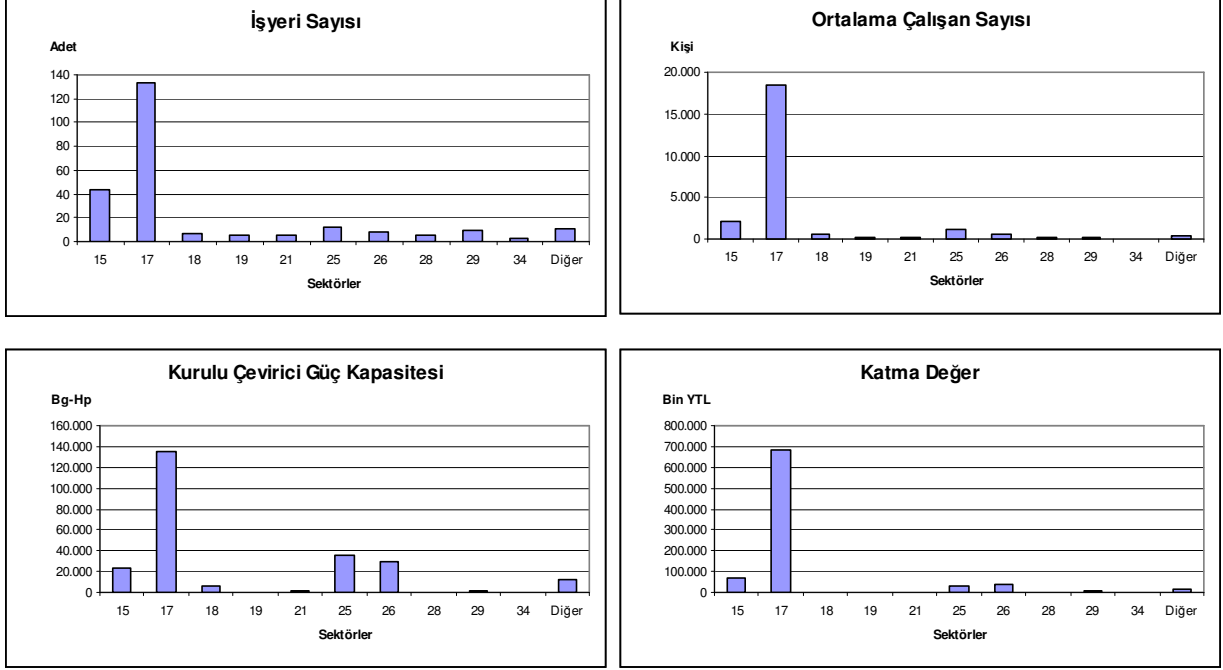 İşyeri Sayısı
Adet
140
120
100
80
60
40
20
0
15 17 18 19 21 25 26 28 29 34 Diğer
Sektörler
Ortalama Çalışan Sayısı
Kişi
20.000
15.000
10.000
5.000
0
15 17 18 19 21 25 26 28 29 34 Diğer
Sektörler
Kurulu Çevirici Güç Kapasitesi
Bg-Hp
160.000
140.000
120.000
100.000
80.000
60.000
40.000
20.000
0
15 17 18 19 21 25 26 28 29 34 Diğer
Sektörler
Katma Değer
Bin YTL
800.000
700.000
600.000
500.000
400.000
300.000
200.000
100.000
0
15 17 18 19 21 25 26 28 29 34 Diğer
Sektörler